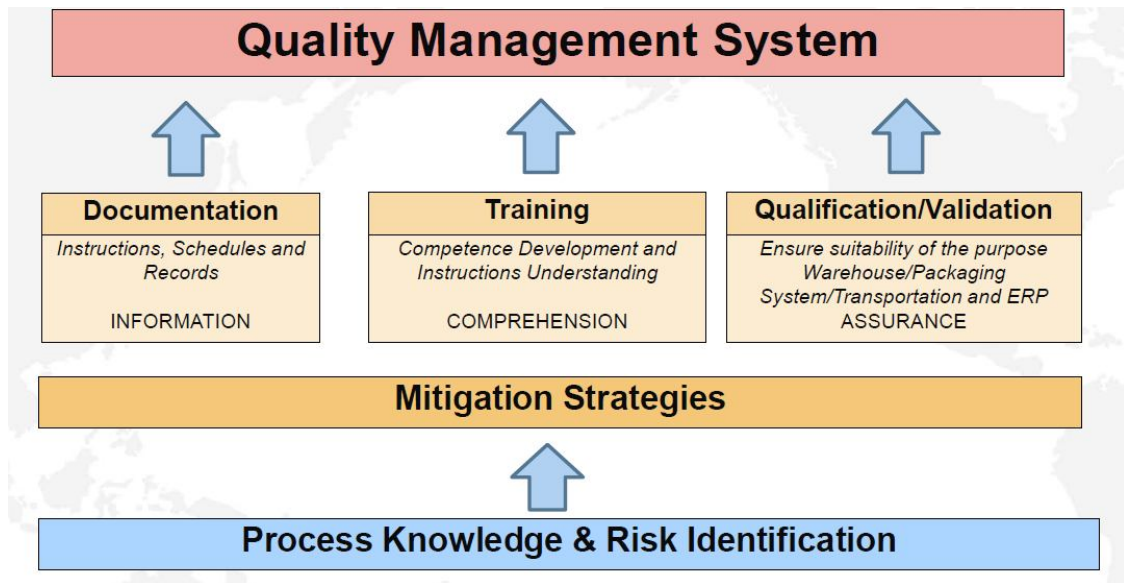 Quality Management System
Documentation
Instructions, Schedules and
Records
INFORMATION
Training
Competence Development and
Instructions Understanding
COMPREHENSION
Qualification/Validation
Ensure suitability of the purpose
Warehouse/Packaging
System/Transportation and ERP
ASSURANCE
Mitigation Strategies
Process Knowledge & Risk Identification